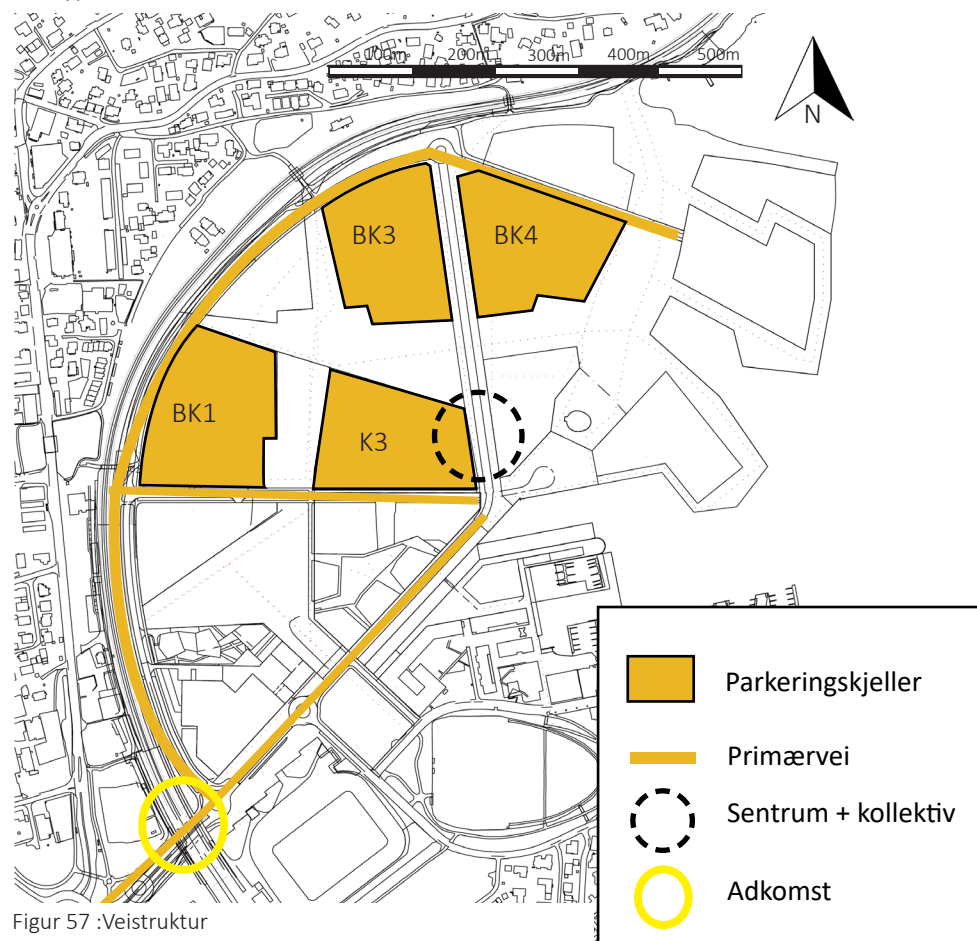 100m 200m 300m 400m 500m
N
BK3 BK4
BK1 K3
Parkeringskjeller
Primærvei
Sentrum + kollektiv
Adkomst
Figur 57 :Veistruktur